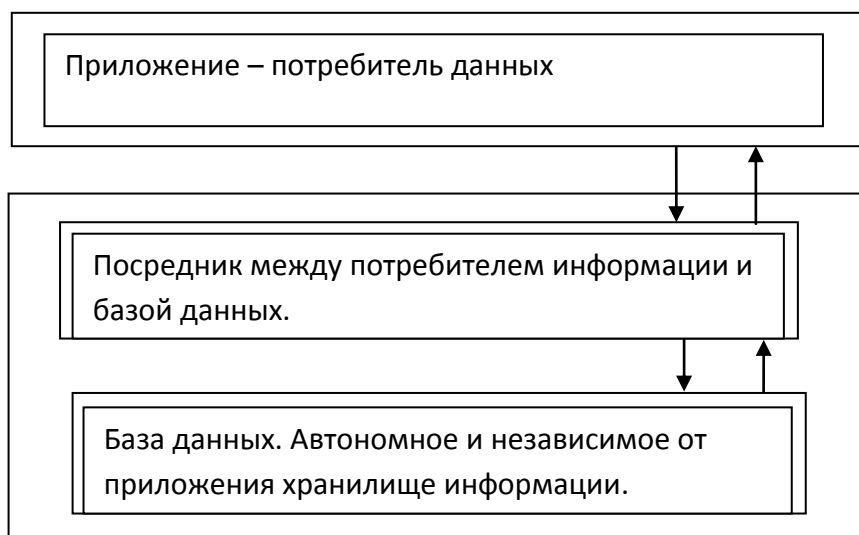 Приложение – потребитель данных
Посредник между потребителем информации и
базой данных.
База данных. Автономное и независимое от
приложения хранилище информации.